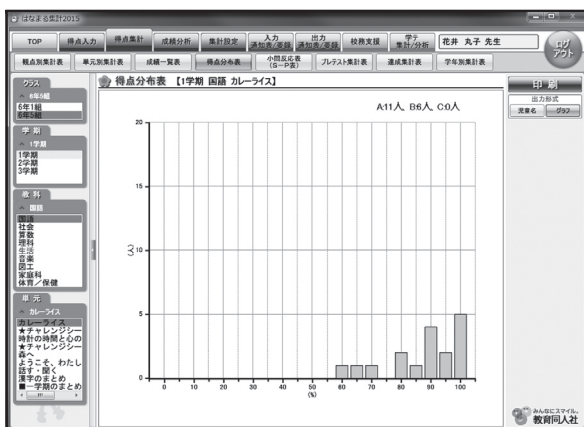 はなまる集計2015
TOP
得点入力
得点集計
成績分析
集計設定
入力
通知表/要録
出力
通知表/要録
校務支援
学テ
集計/分析
花井 丸子 先生
ログ
アウト
観点別集計表
単元別集計表
成績一覧表
得点分布表
小問反応表
(S-P表)
プレテスト集計表
達成集計表
学年別集計表
クラス
6年5組
6年1組
6年5組
学期
1学期
1学期
2学期
3学期
教科
国語
国語
社会
算数
理科
生活
音楽
図工
家庭科
体育/保健
単元
カレーライス
カレーライス
★チャレンジシー
時計の時間と心の
★チャレンジシー
森へ
ようこそ、わたし
話す・聞く
漢字のまとめ
■一学期のまとめ
得点分布表 【1学期 国語 カレーライス】
A:11人, B:6人, C:0人
20
15
10
5
0
(人)
0 10 20 30 40 50 60 70 80 90 100
(%)
印刷
出力形式
児童名
グラフ
みんなにスマイル。
教育同人社